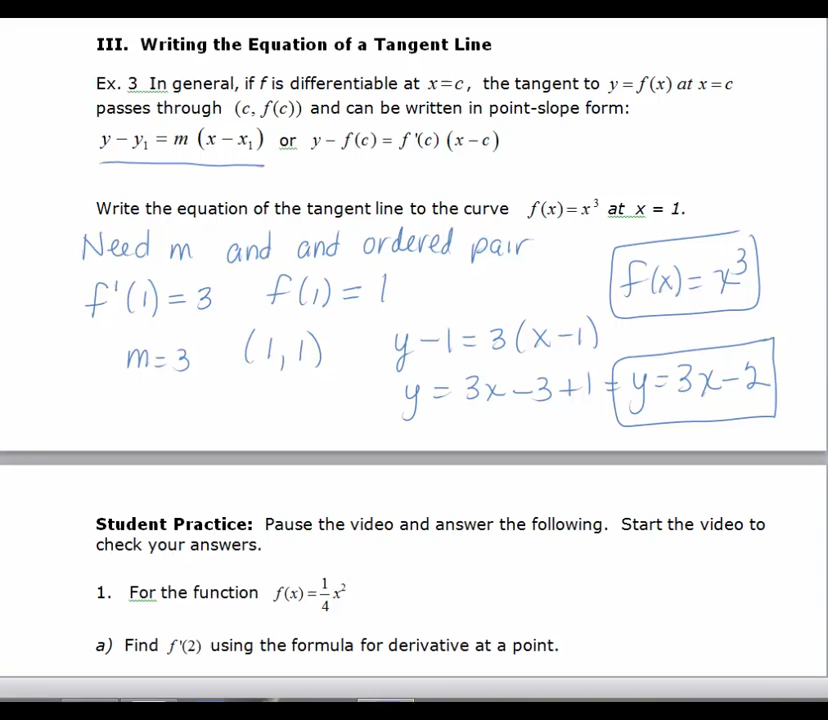 III. Writing the Equation of a Tangent Line
Ex. 3 In general, if f is differentiable at x=c, the tangent to y=f(x) at x=c
passes through (c, f(c)) and can be written in point-slope form:
y − y₁ = m (x − x₁) or y − f(c) = f '(c) (x − c)
Write the equation of the tangent line to the curve f(x)=x³ at x = 1.
Need m and and ordered pair
f(x) = x³
f'(1) = 3 f(1) = 1
m = 3 (1,1) y − 1 = 3(x − 1)
y = 3x − 3 + 1 = y = 3x − 2
Student Practice: Pause the video and answer the following. Start the video to
check your answers.
1. For the function f(x)=1/4 x²
a) Find f'(2) using the formula for derivative at a point.